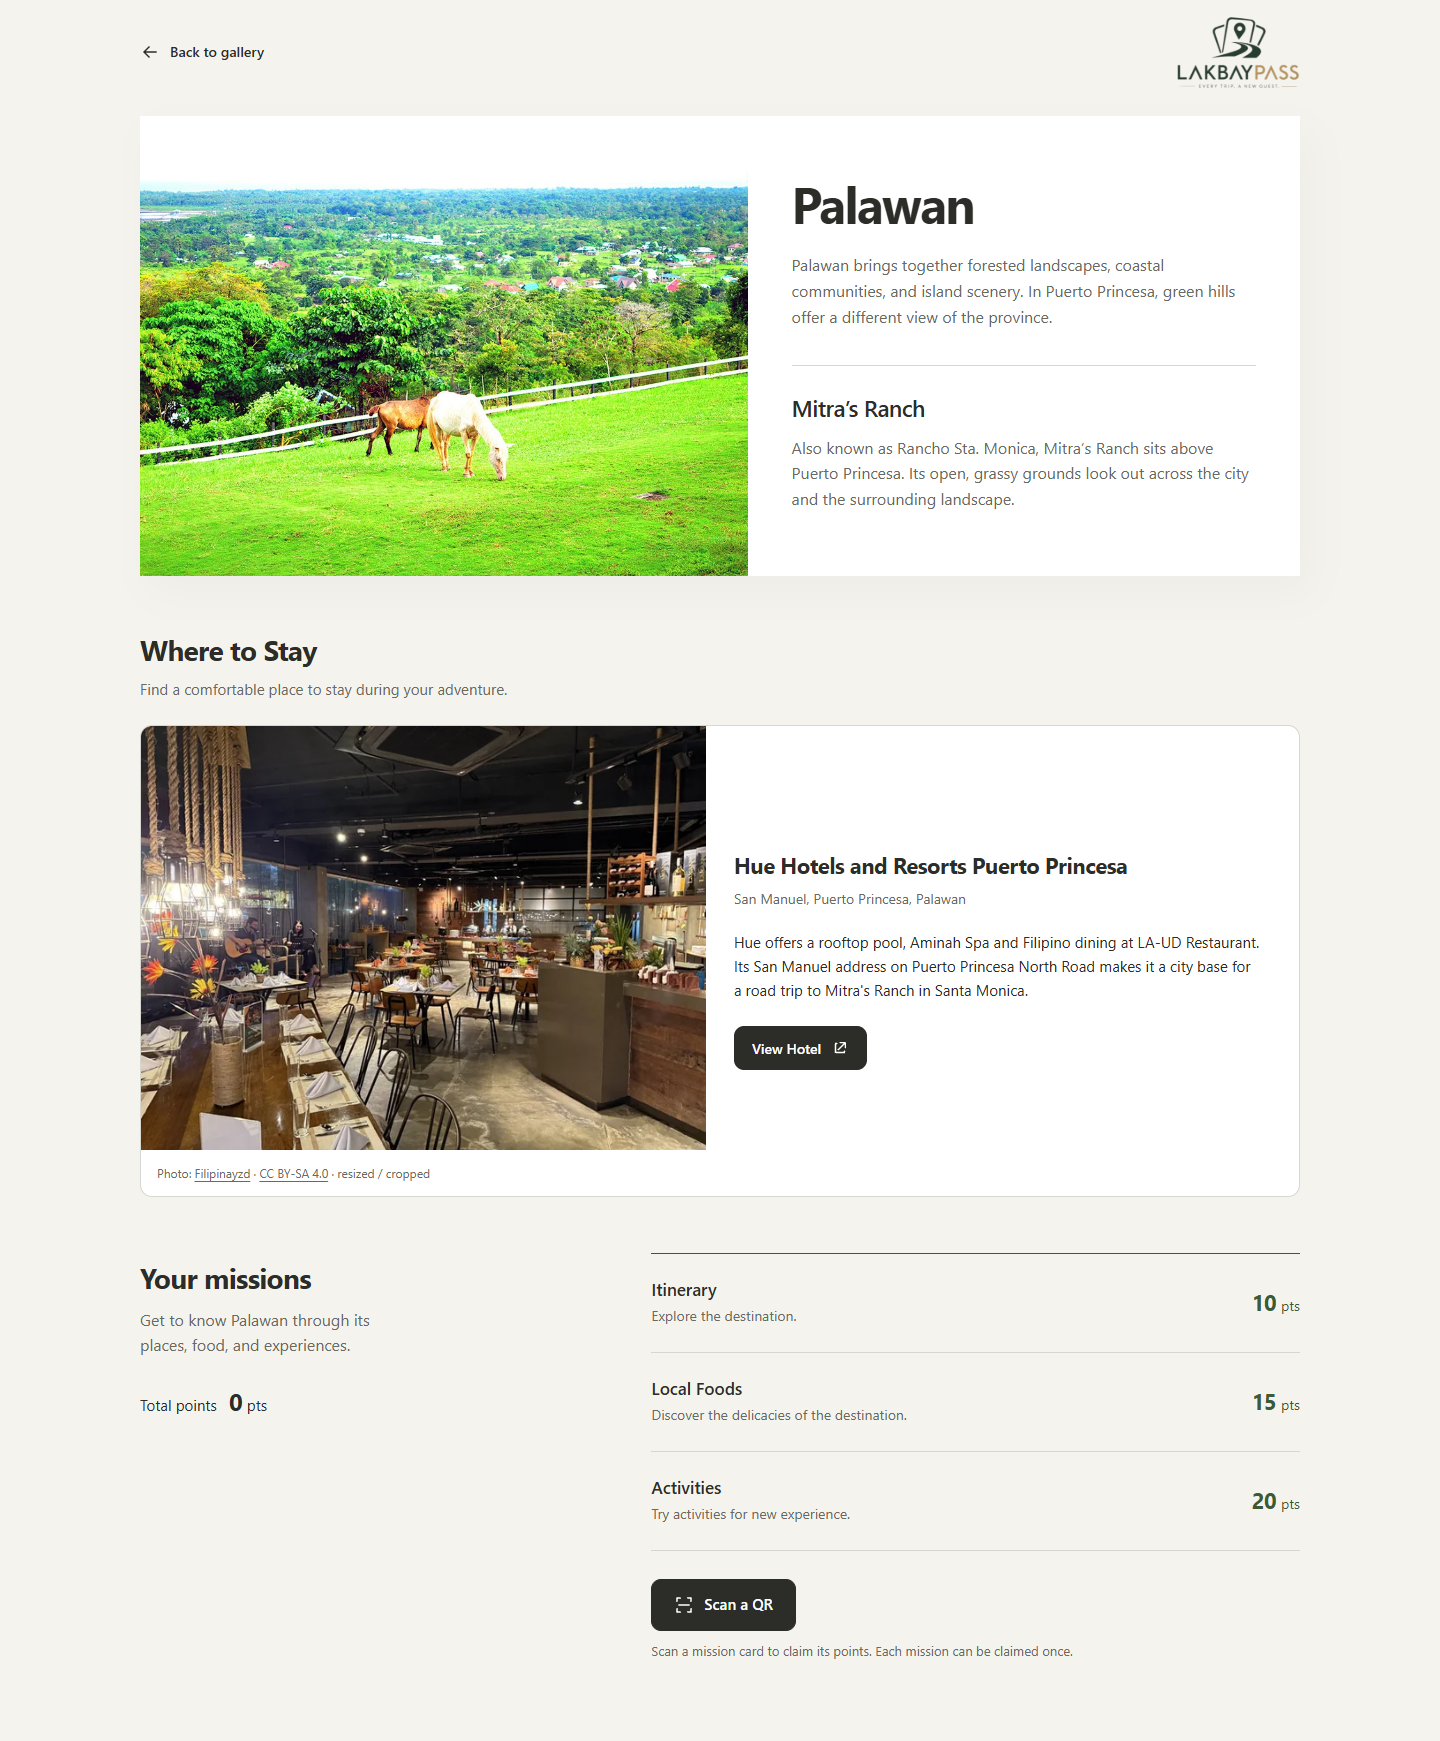 Back to gallery
LAKBAYPASS
EVERY TRIP. A NEW QUEST.
Palawan
Palawan brings together forested landscapes, coastal
communities, and island scenery. In Puerto Princesa, green hills
offer a different view of the province.
Mitra’s Ranch
Also known as Rancho Sta. Monica, Mitra’s Ranch sits above
Puerto Princesa. Its open, grassy grounds look out across the city
and the surrounding landscape.
Where to Stay
Find a comfortable place to stay during your adventure.
Hue Hotels and Resorts Puerto Princesa
San Manuel, Puerto Princesa, Palawan
Hue offers a rooftop pool, Aminah Spa and Filipino dining at LA-UD Restaurant.
Its San Manuel address on Puerto Princesa North Road makes it a city base for
a road trip to Mitra's Ranch in Santa Monica.
View Hotel
Photo: Filipinayzd · CC BY-SA 4.0 · resized / cropped
Your missions
Get to know Palawan through its
places, food, and experiences.
Total points 0 pts
Itinerary
Explore the destination.
10 pts
Local Foods
Discover the delicacies of the destination.
15 pts
Activities
Try activities for new experience.
20 pts
Scan a QR
Scan a mission card to claim its points. Each mission can be claimed once.